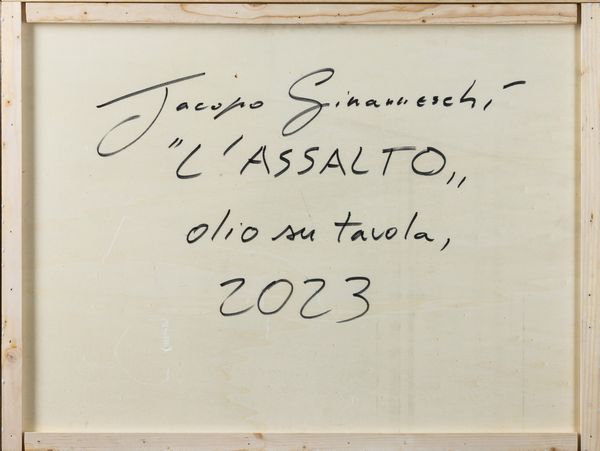 Jacopo Ginanneschi
"L'ASSALTO„
olio su tavola,
2023